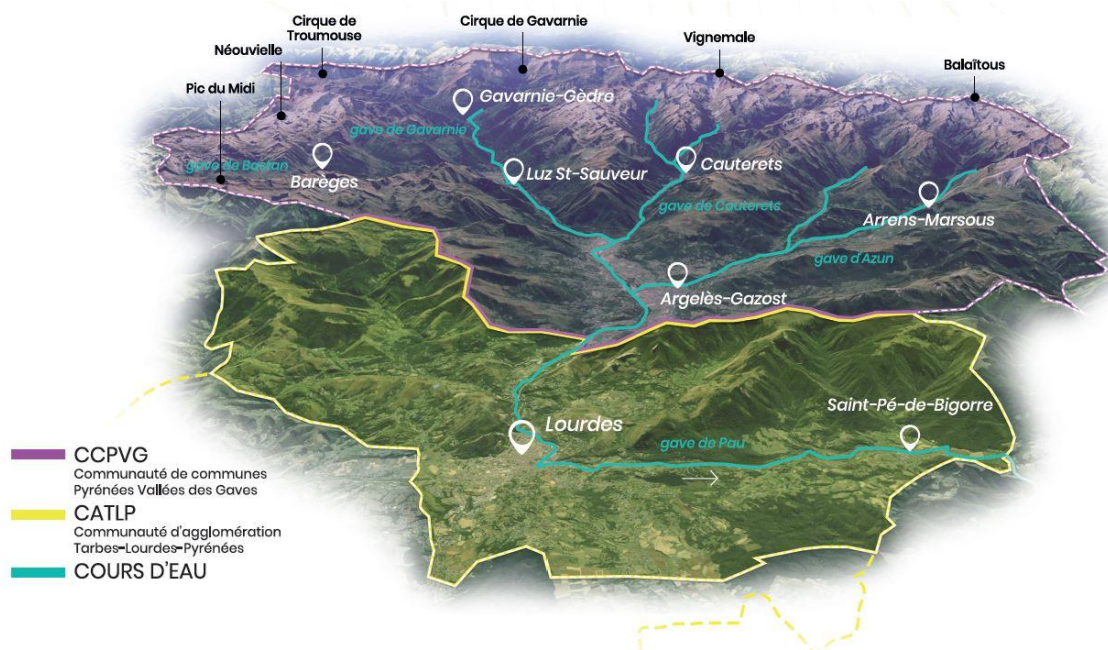 Cirque de
Troumouse
Cirque de Gavarnie
Vignemale
Néouvielle
Balaïtous
Pic du Midi
Gavarnie-Gèdre
gave de Gavarnie
gave de Bastan
Barèges
Luz St-Sauveur
Cauterets
gave de Cauterets
Arrens-Marsous
gave d'Azun
Argelès-Gazost
Saint-Pé-de-Bigorre
Lourdes
gave de Pau
CCPVG
Communauté de communes
Pyrénées Vallées des Gaves
CATLP
Communauté d'agglomération
Tarbes-Lourdes-Pyrénées
COURS D'EAU